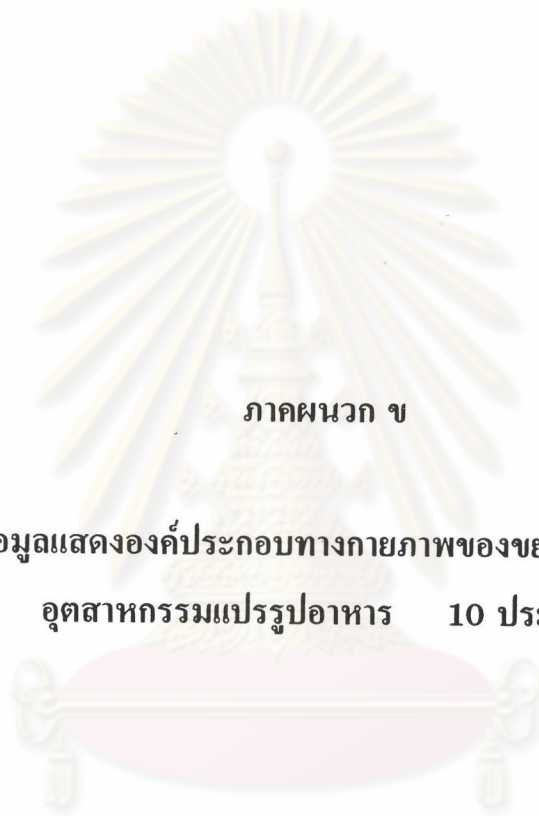 ภาคผนวก ข
อมูลแสดงองค์ประกอบทางกายภาพของขย
อุตสาหกรรมแปรรูปอาหาร 10 ประ